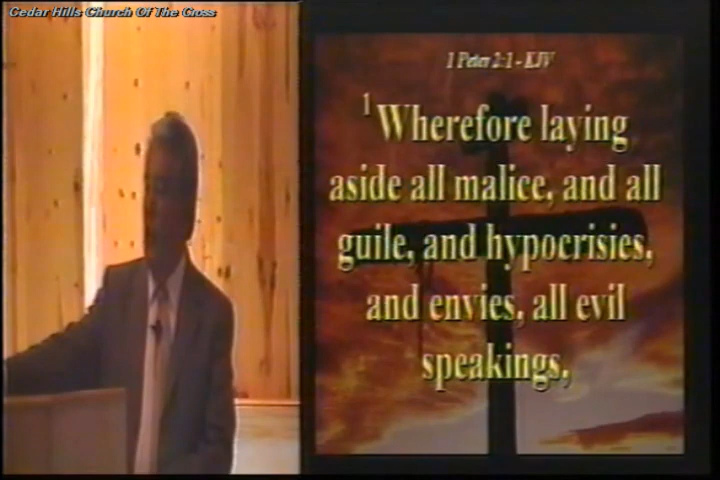 Cedar Hills Church Of The Cross
1 Peter 2:1 - KJV
1 Wherefore laying
aside all malice, and all
guile, and hypocrisies,
and envies, all evil
speakings,